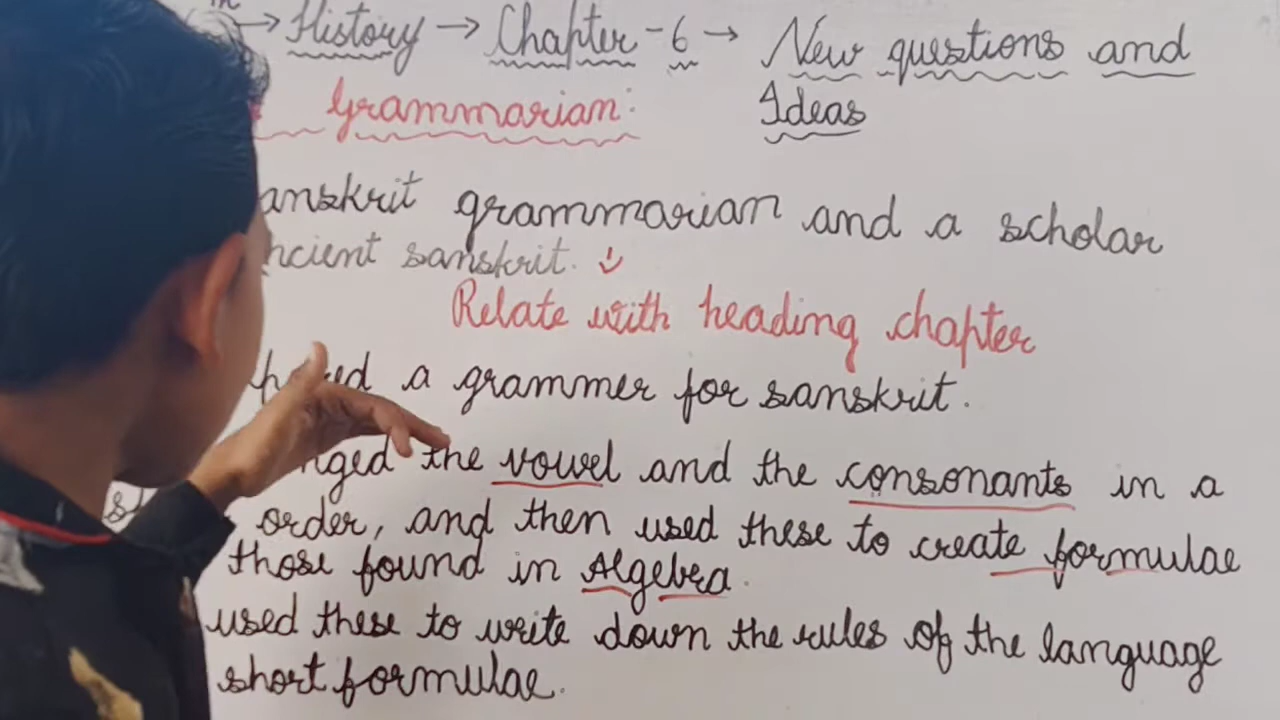 → History → Chapter - 6 → New questions and
Grammarian: Ideas
anskrit grammarian and a scholar
ncient sanskrit.
Relate with heading chapter
a grammer for sanskrit.
nged the vowel and the consonants in a
order, and then used these to create formulae
those found in Algebra.
used these to write down the rules of the language
short formulae.